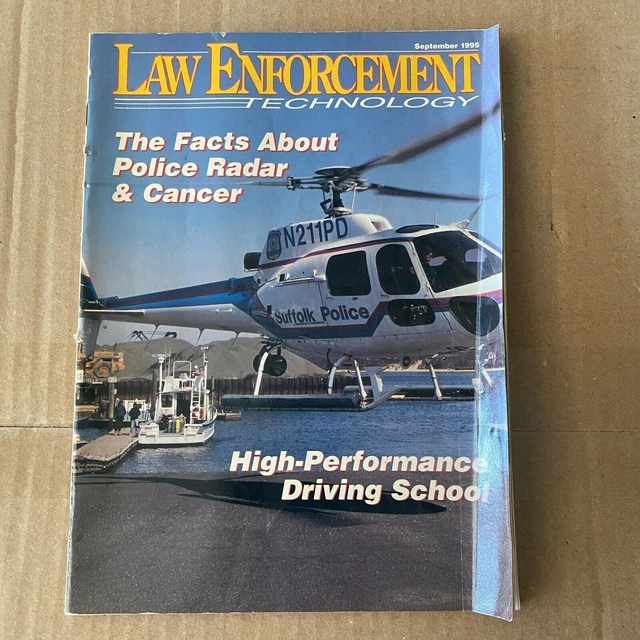 September 1995
LAW ENFORCEMENT
TECHNOLOGY
The Facts About
Police Radar
& Cancer
N211PD
Suffolk Police
High-Performance
Driving School